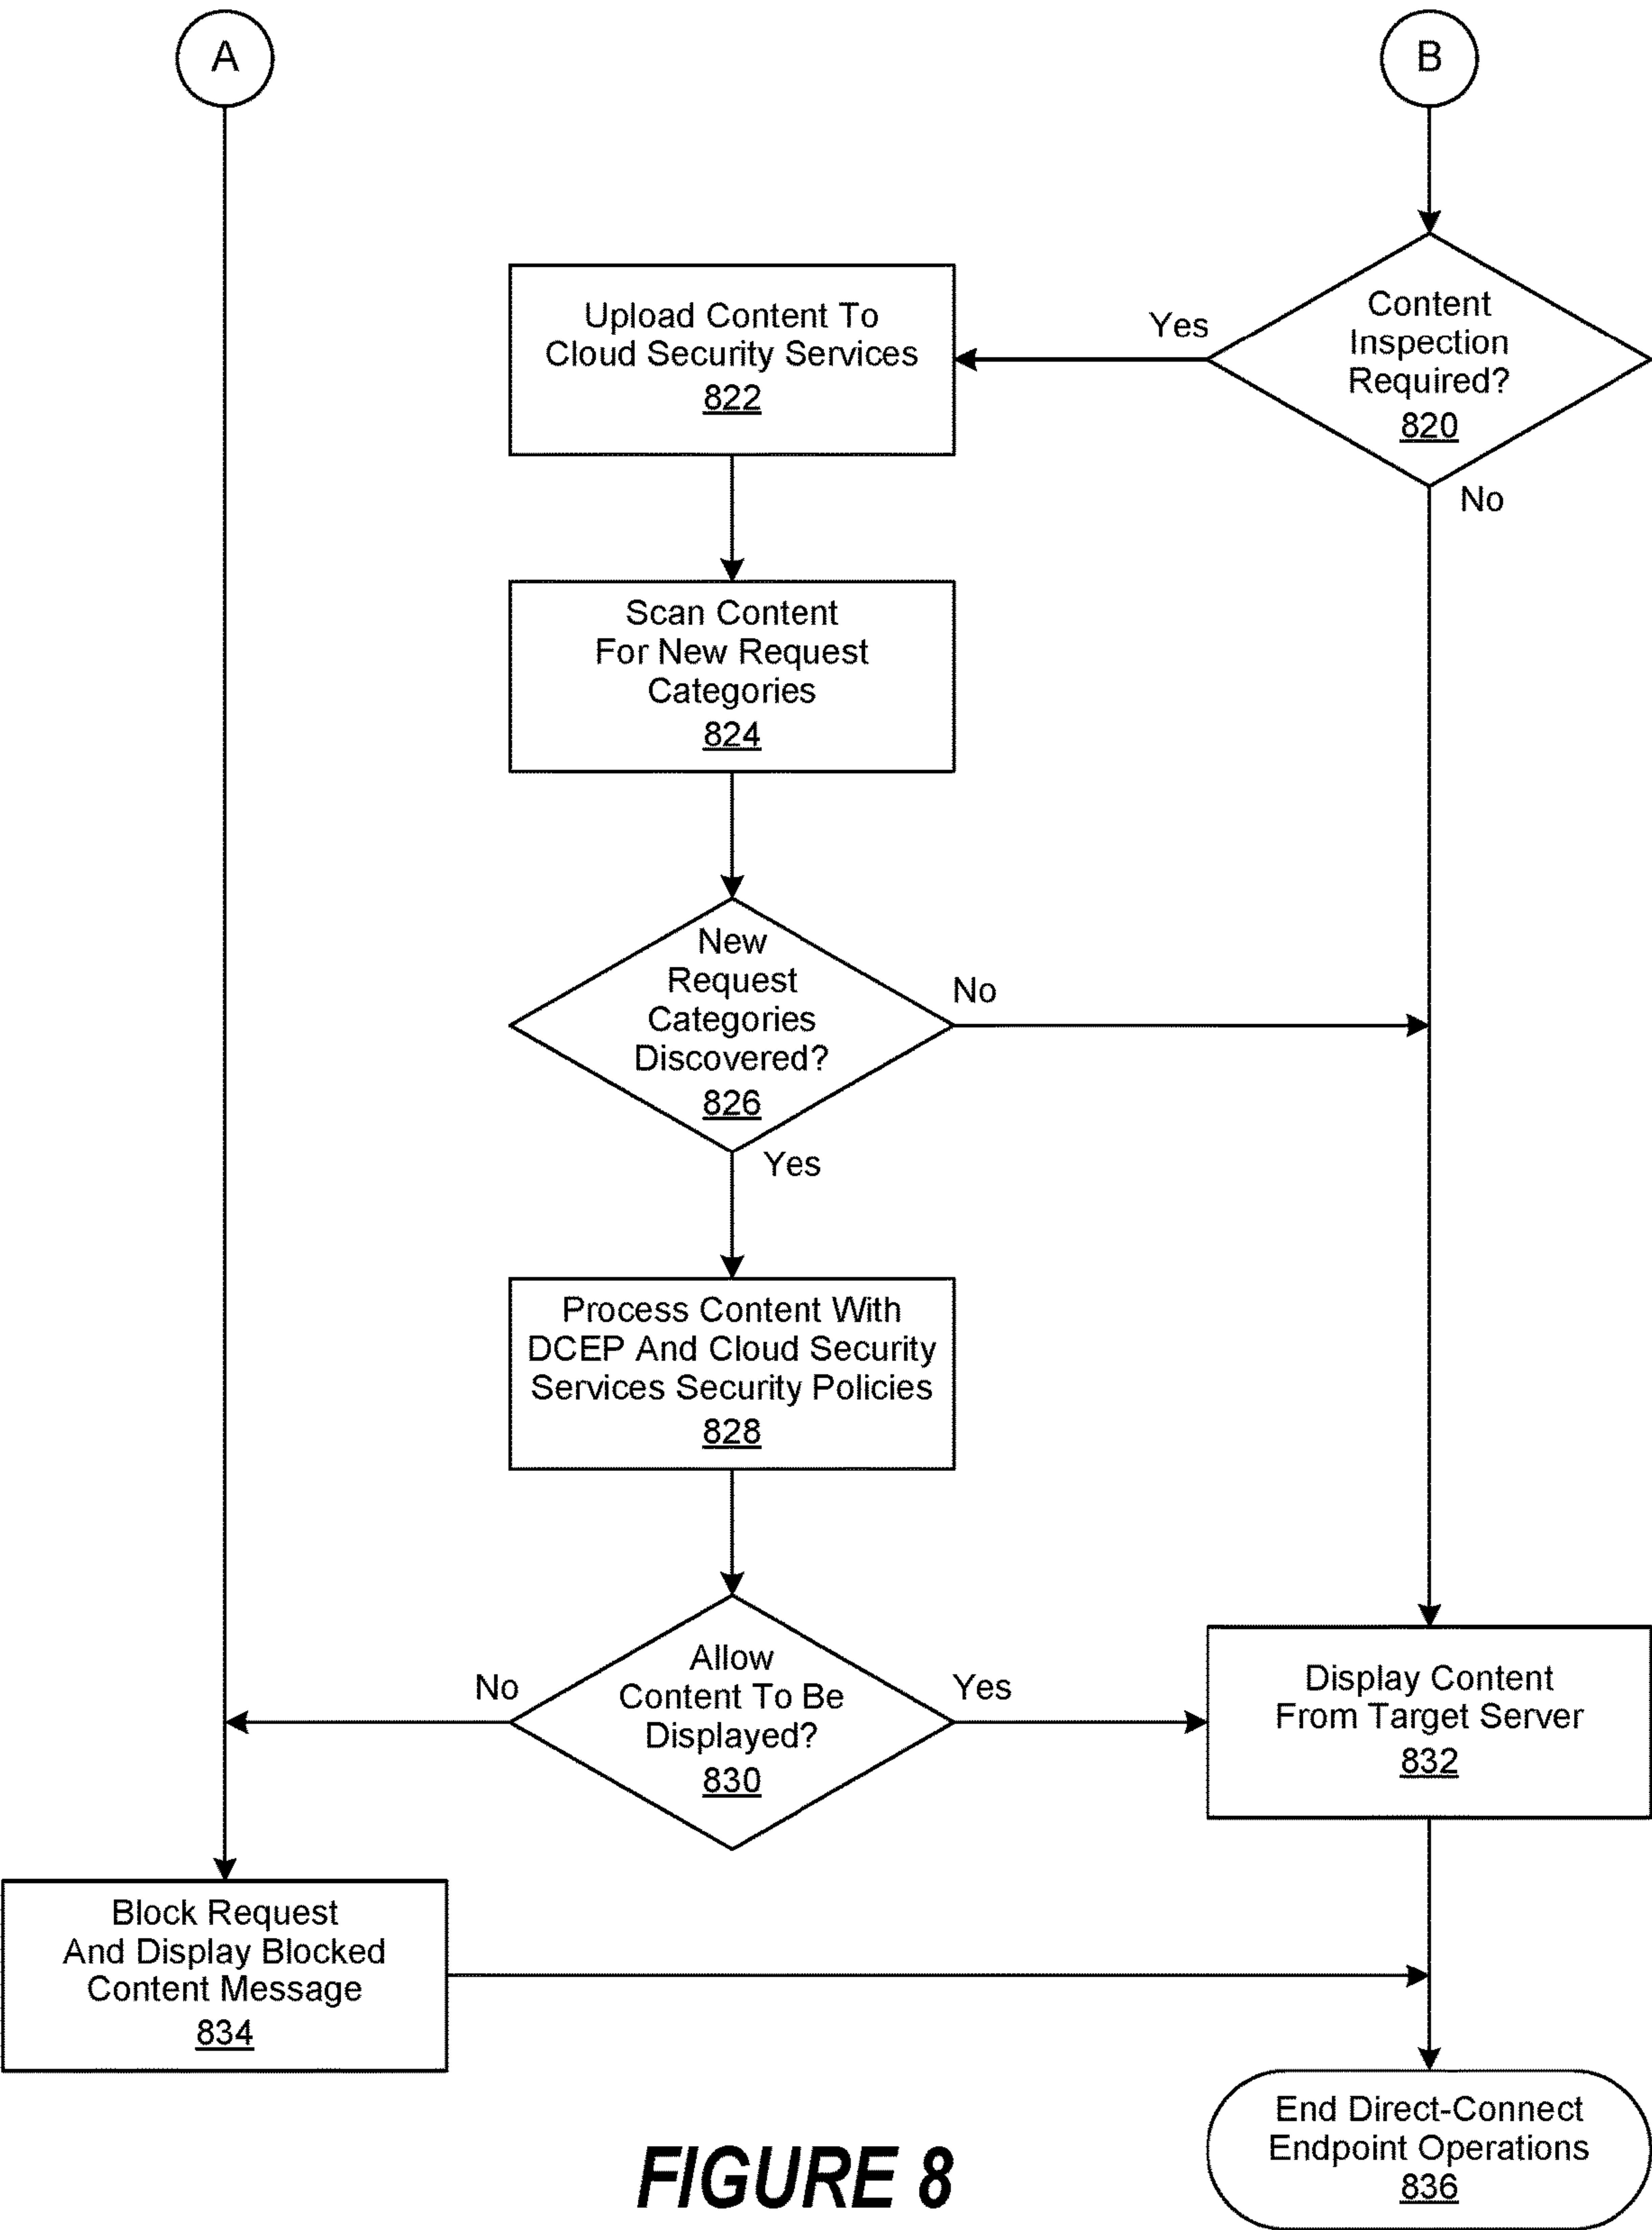 A
B
Content
Inspection
Required?
820
Yes
No
Upload Content To
Cloud Security Services
822
Scan Content
For New Request
Categories
824
New
Request
Categories
Discovered?
826
No
Yes
Process Content With
DCEP And Cloud Security
Services Security Policies
828
Allow
Content To Be
Displayed?
830
No
Yes
Display Content
From Target Server
832
Block Request
And Display Blocked
Content Message
834
End Direct-Connect
Endpoint Operations
836
FIGURE 8